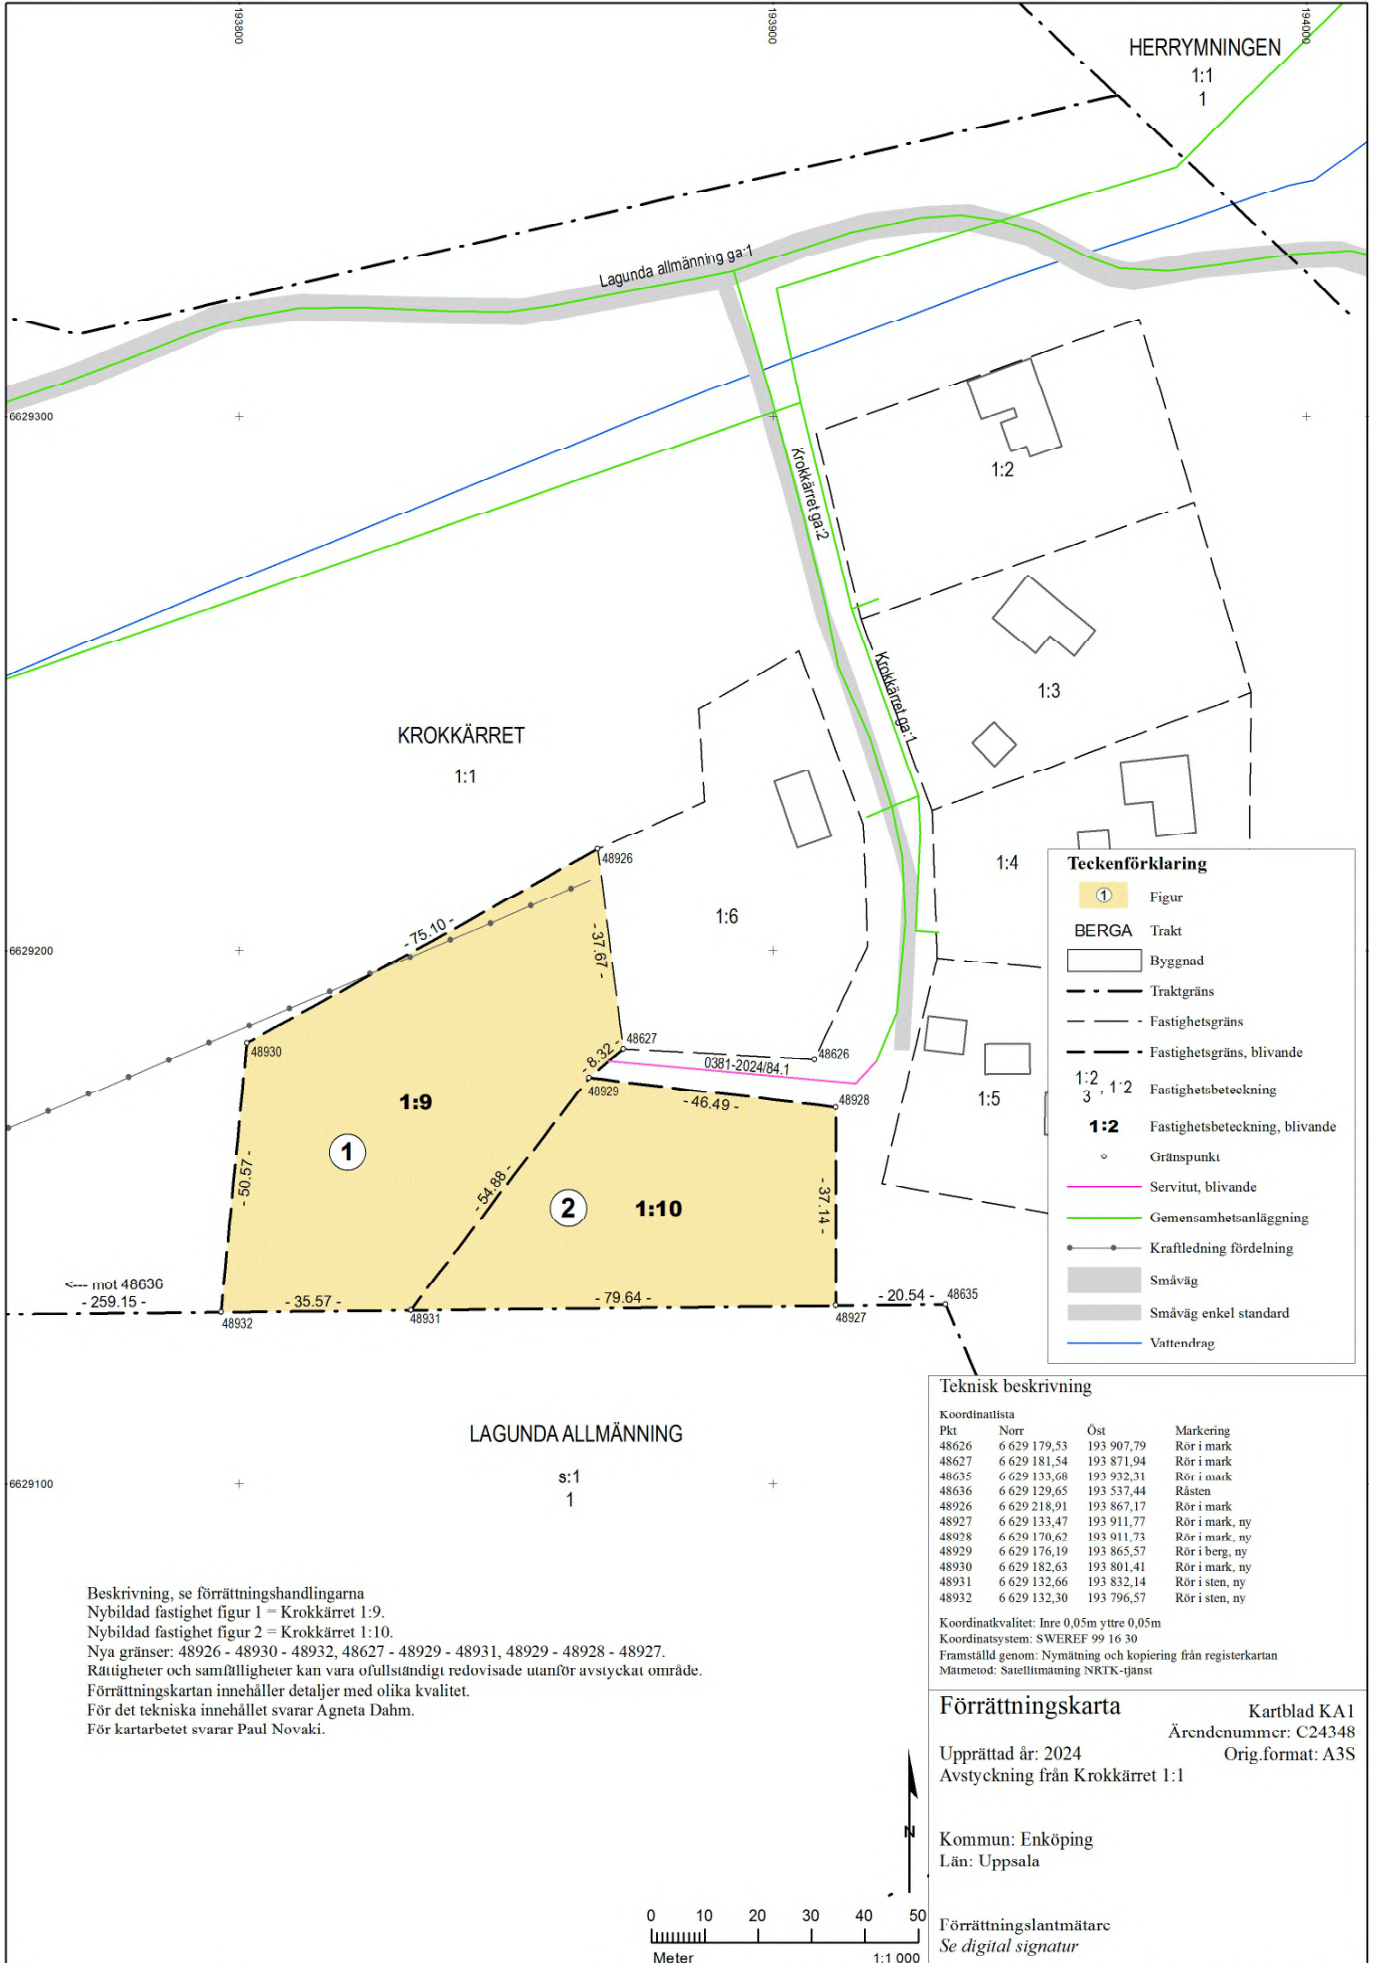 193800
193900
194000
HERRYMNINGEN
1:1
1
Lagunda allmänning ga:1
6629300
1:2
Krokkärret ga:2
1:3
Krokkärret ga:1
KROKKÄRRET
1:1
48926
1:4
1:6
- 75.10 -
- 37.67 -
6629200
48930
48627
48626
- 8.32 -
0381-2024/84.1
48929
- 46.49 -
48928
1:9
1:5
1
- 50.57 -
- 54.88 -
2
1:10
- 37.14 -
<--- mot 48636
- 259.15 -
- 35.57 -
- 79.64 -
- 20.54 -
48635
48932
48931
48927
Teckenförklaring
1 Figur
BERGA Trakt
Byggnad
Traktgräns
Fastighetsgräns
Fastighetsgräns, blivande
1:2
3 , 1:2 Fastighetsbeteckning
1:2 Fastighetsbeteckning, blivande
Gränspunkt
Servitut, blivande
Gemensamhetsanläggning
Kraftledning fördelning
Småväg
Småväg enkel standard
Vattendrag
LAGUNDA ALLMÄNNING
s:1
1
6629100
Teknisk beskrivning
Koordinatlista
Pkt Norr Öst Markering
48626 6 629 179,53 193 907,79 Rör i mark
48627 6 629 181,54 193 871,94 Rör i mark
48635 6 629 133,68 193 932,31 Rör i mark
48636 6 629 129,65 193 537,44 Råsten
48926 6 629 218,91 193 867,17 Rör i mark
48927 6 629 133,47 193 911,77 Rör i mark, ny
48928 6 629 170,62 193 911,73 Rör i mark, ny
48929 6 629 176,19 193 865,57 Rör i berg, ny
48930 6 629 182,63 193 801,41 Rör i mark, ny
48931 6 629 132,66 193 832,14 Rör i sten, ny
48932 6 629 132,30 193 796,57 Rör i sten, ny
Koordinatkvalitet: Inre 0,05m yttre 0,05m
Koordinatsystem: SWEREF 99 16 30
Framställd genom: Nymätning och kopiering från registerkartan
Mätmetod: Satellitmätning NRTK-tjänst
Beskrivning, se förrättningshandlingarna
Nybildad fastighet figur 1 = Krokkärret 1:9.
Nybildad fastighet figur 2 = Krokkärret 1:10.
Nya gränser: 48926 - 48930 - 48932, 48627 - 48929 - 48931, 48929 - 48928 - 48927.
Rättigheter och samfälligheter kan vara ofullständigt redovisade utanför avstyckat område.
Förrättningskartan innehåller detaljer med olika kvalitet.
För det tekniska innehållet svarar Agneta Dahm.
För kartarbetet svarar Paul Novaki.
Förrättningskarta
Kartblad KA1
Ärendenummer: C24348
Upprättad år: 2024 Orig.format: A3S
Avstyckning från Krokkärret 1:1
N
Kommun: Enköping
Län: Uppsala
Förrättningslantmätare
Se digital signatur
0 10 20 30 40 50
Meter 1:1 000